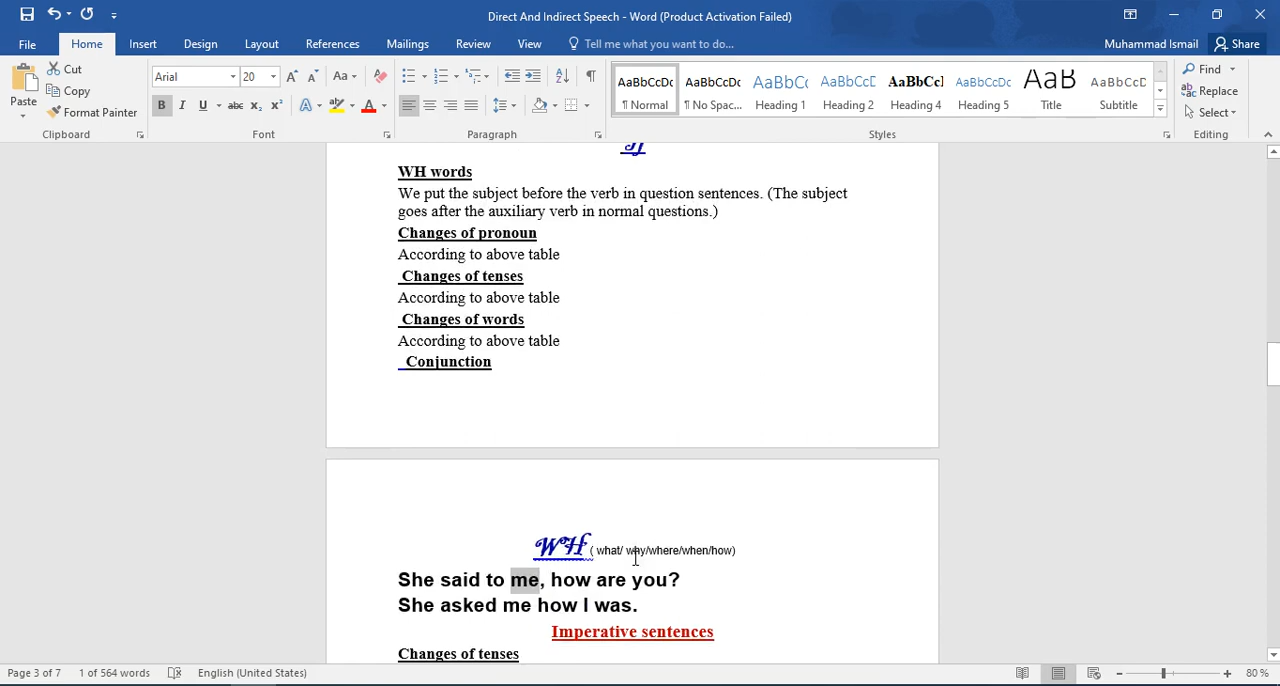 Direct And Indirect Speech - Word (Product Activation Failed)
File Home Insert Design Layout References Mailings Review View Tell me what you want to do... Muhammad Ismail Share
Paste Cut Copy Format Painter
Arial 20
B I U abc x₂ x² A A Aa A
AaBbCcDc AaBbCcDc AaBbC AaBbCcD AaBbCcI AaBbCcDc AaB AaBbCcD
¶ Normal ¶ No Spac... Heading 1 Heading 2 Heading 4 Heading 5 Title Subtitle
Find Replace Select
Clipboard Font Paragraph Styles Editing
WH words
We put the subject before the verb in question sentences. (The subject
goes after the auxiliary verb in normal questions.)
Changes of pronoun
According to above table
Changes of tenses
According to above table
Changes of words
According to above table
Conjunction
WH ( what/ why/where/when/how)
She said to me, how are you?
She asked me how I was.
Imperative sentences
Changes of tenses
Page 3 of 7 1 of 564 words English (United States) 80%